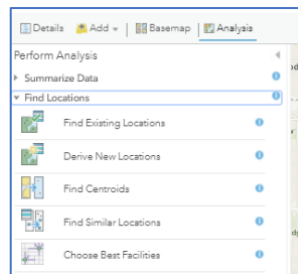 Details Add Basemap Analysis
Perform Analysis
Summarize Data
Find Locations
Find Existing Locations
Derive New Locations
Find Centroids
Find Similar Locations
Choose Best Facilities